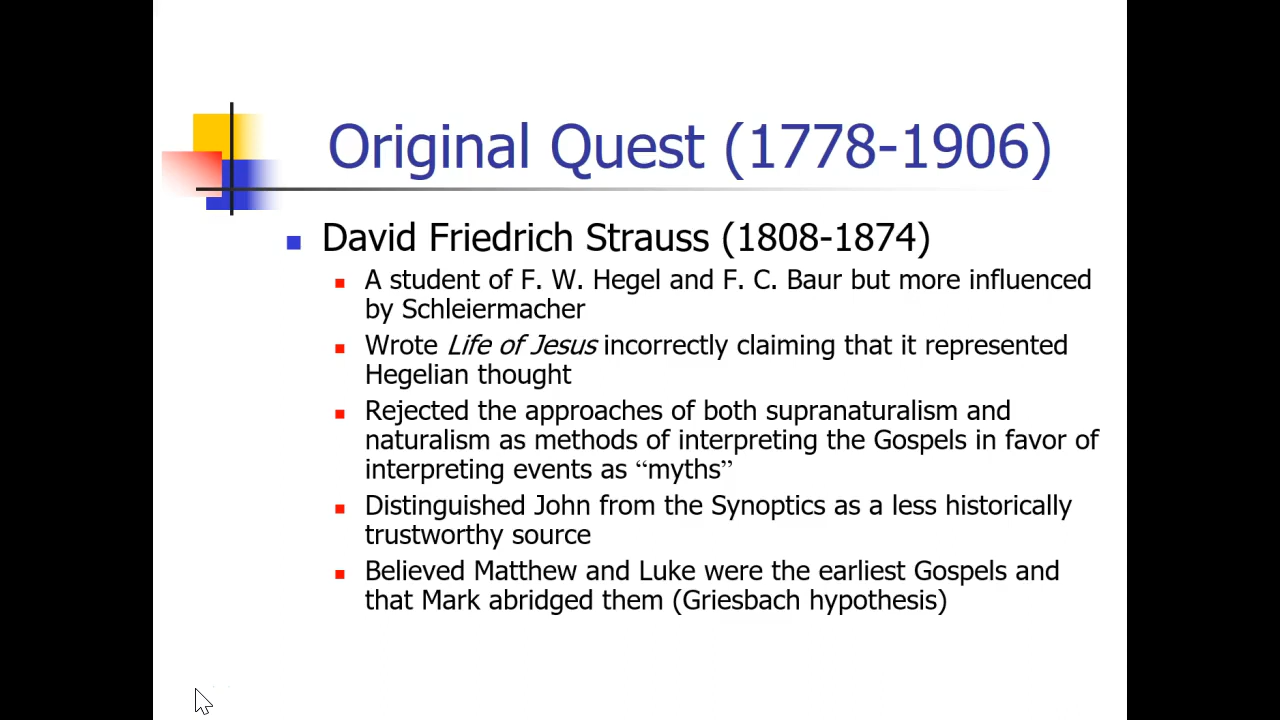 Original Quest (1778-1906)
David Friedrich Strauss (1808-1874)
A student of F. W. Hegel and F. C. Baur but more influenced
by Schleiermacher
Wrote Life of Jesus incorrectly claiming that it represented
Hegelian thought
Rejected the approaches of both supranaturalism and
naturalism as methods of interpreting the Gospels in favor of
interpreting events as “myths”
Distinguished John from the Synoptics as a less historically
trustworthy source
Believed Matthew and Luke were the earliest Gospels and
that Mark abridged them (Griesbach hypothesis)